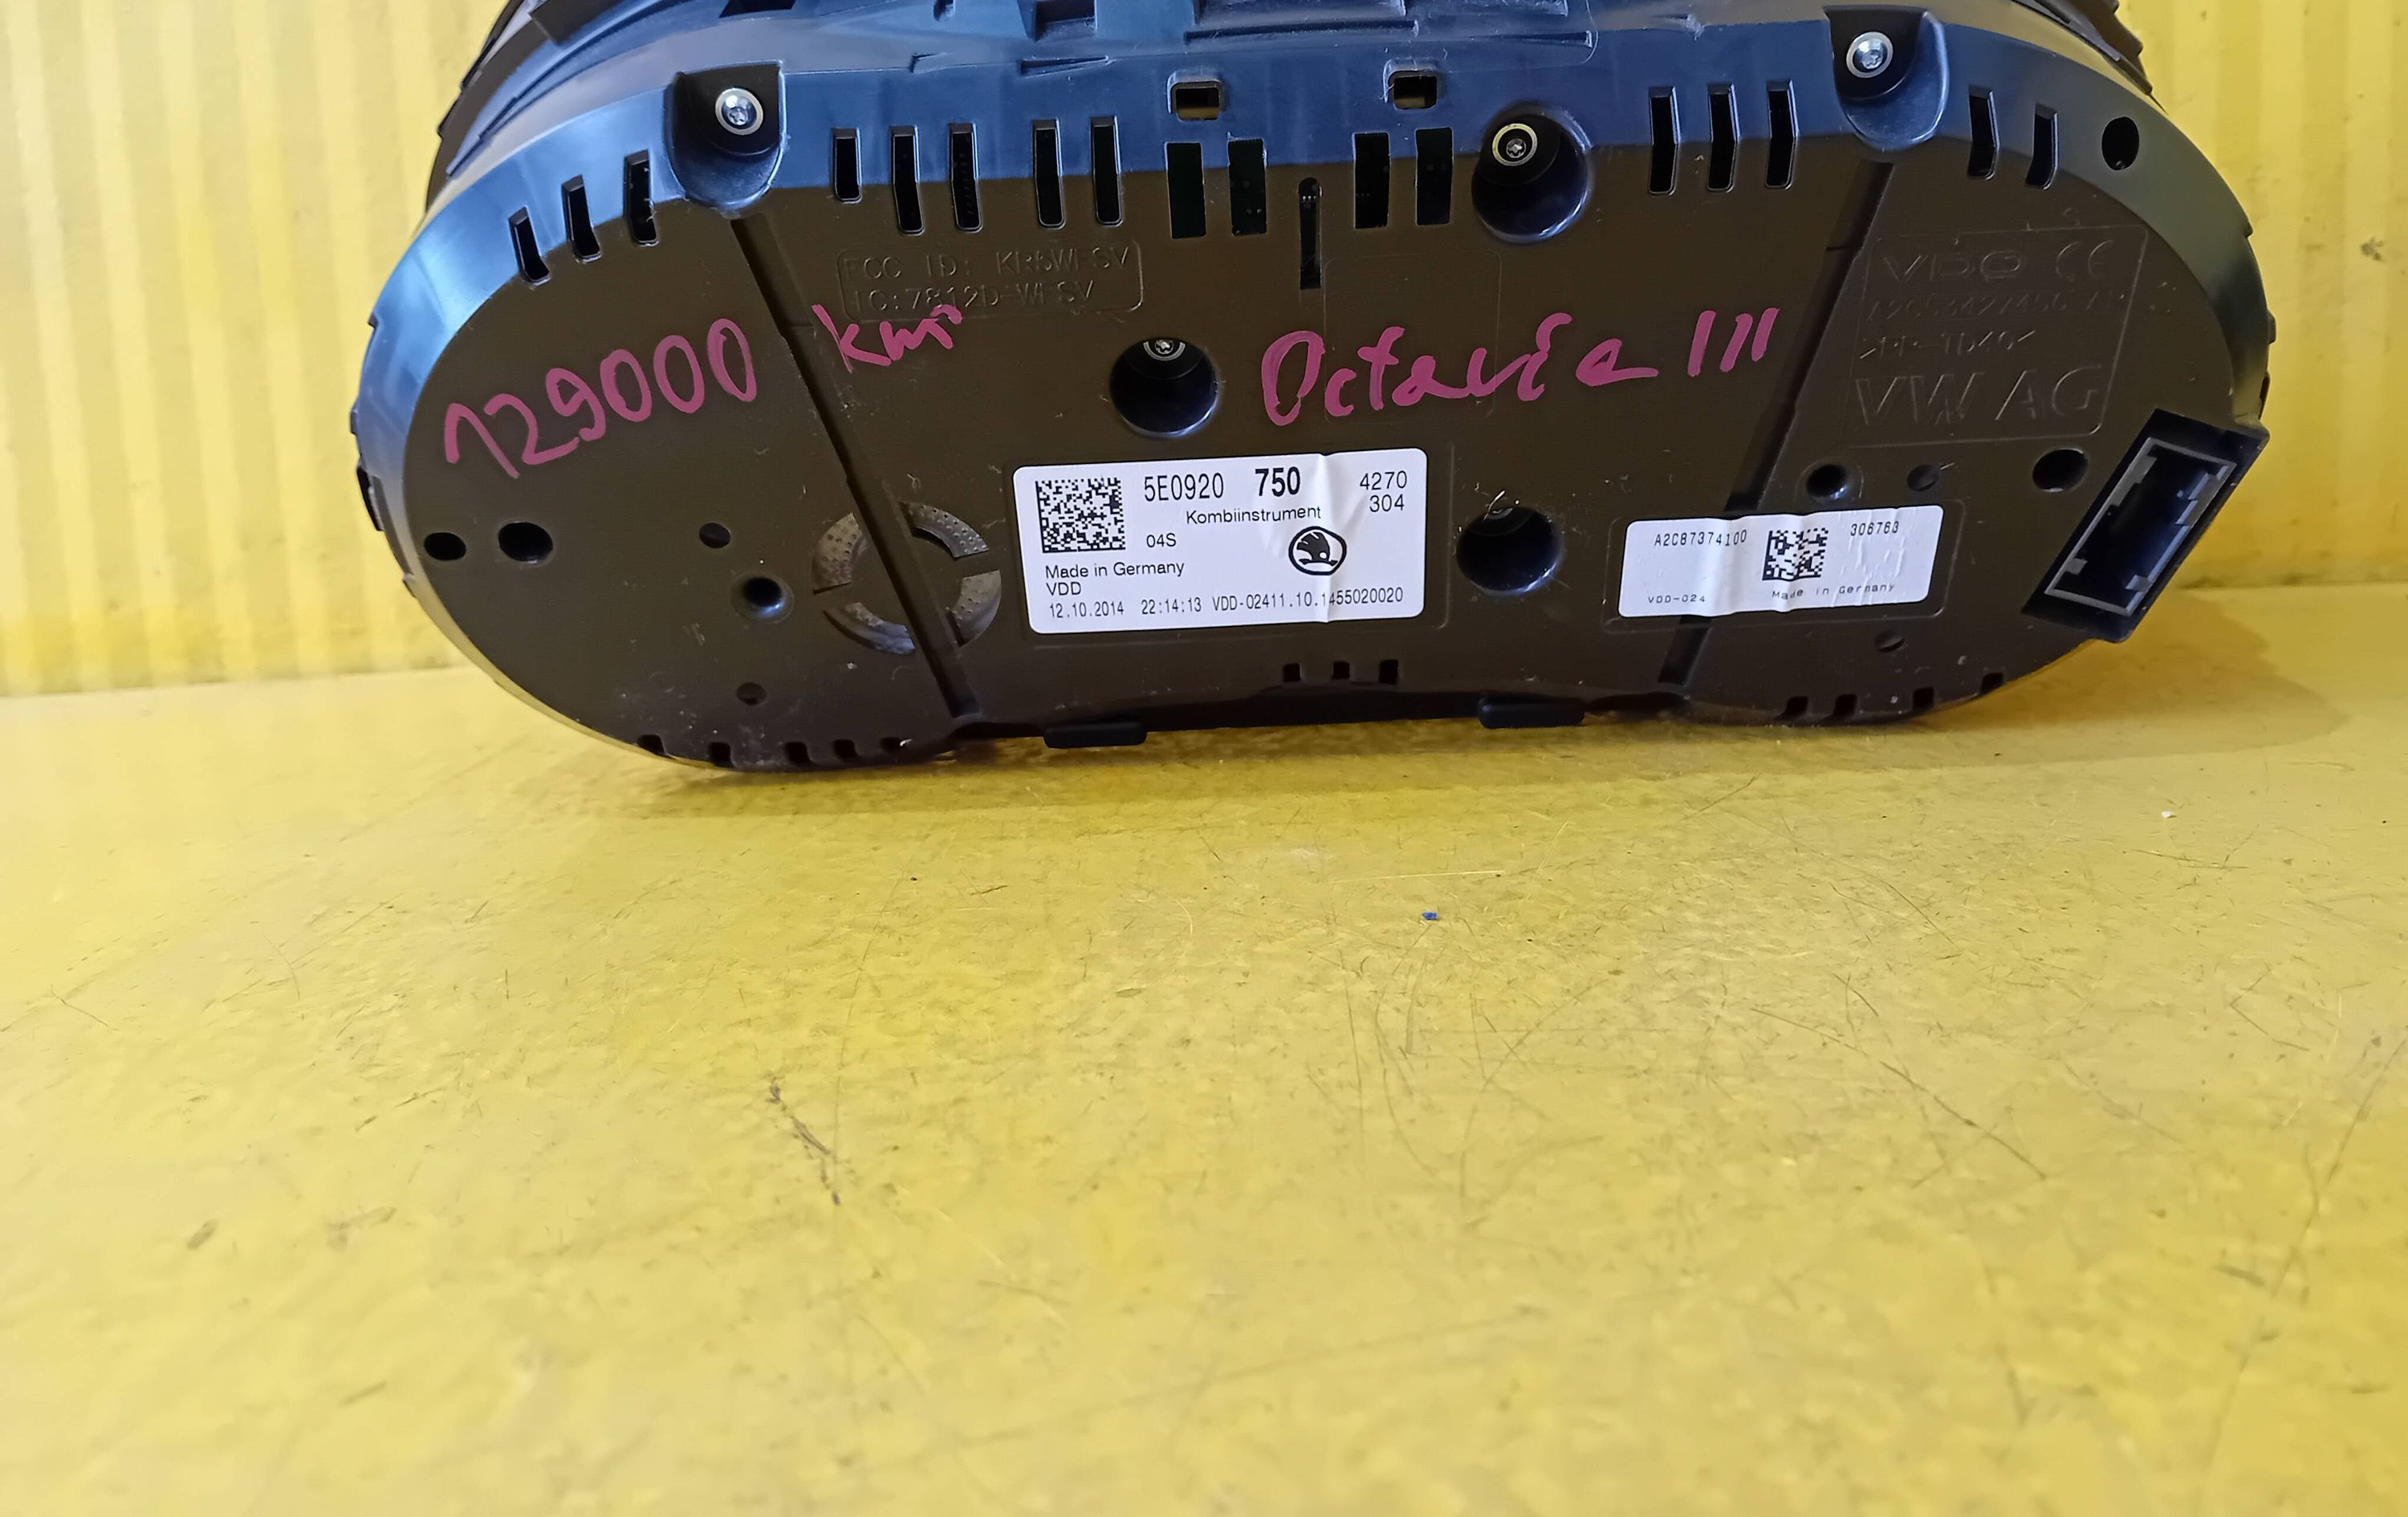 FCC ID: KR5WFSV
IC:7812D-WFSV
129000 km
Octavia III
VDO CE
VW AG
5E0920 750 4270
304
Kombiinstrument
04S
Made in Germany
VDD
12.10.2014 22:14:13 VDD-02411.10.1455020020
A2C87374100 306763
VDD-024 Made in Germany